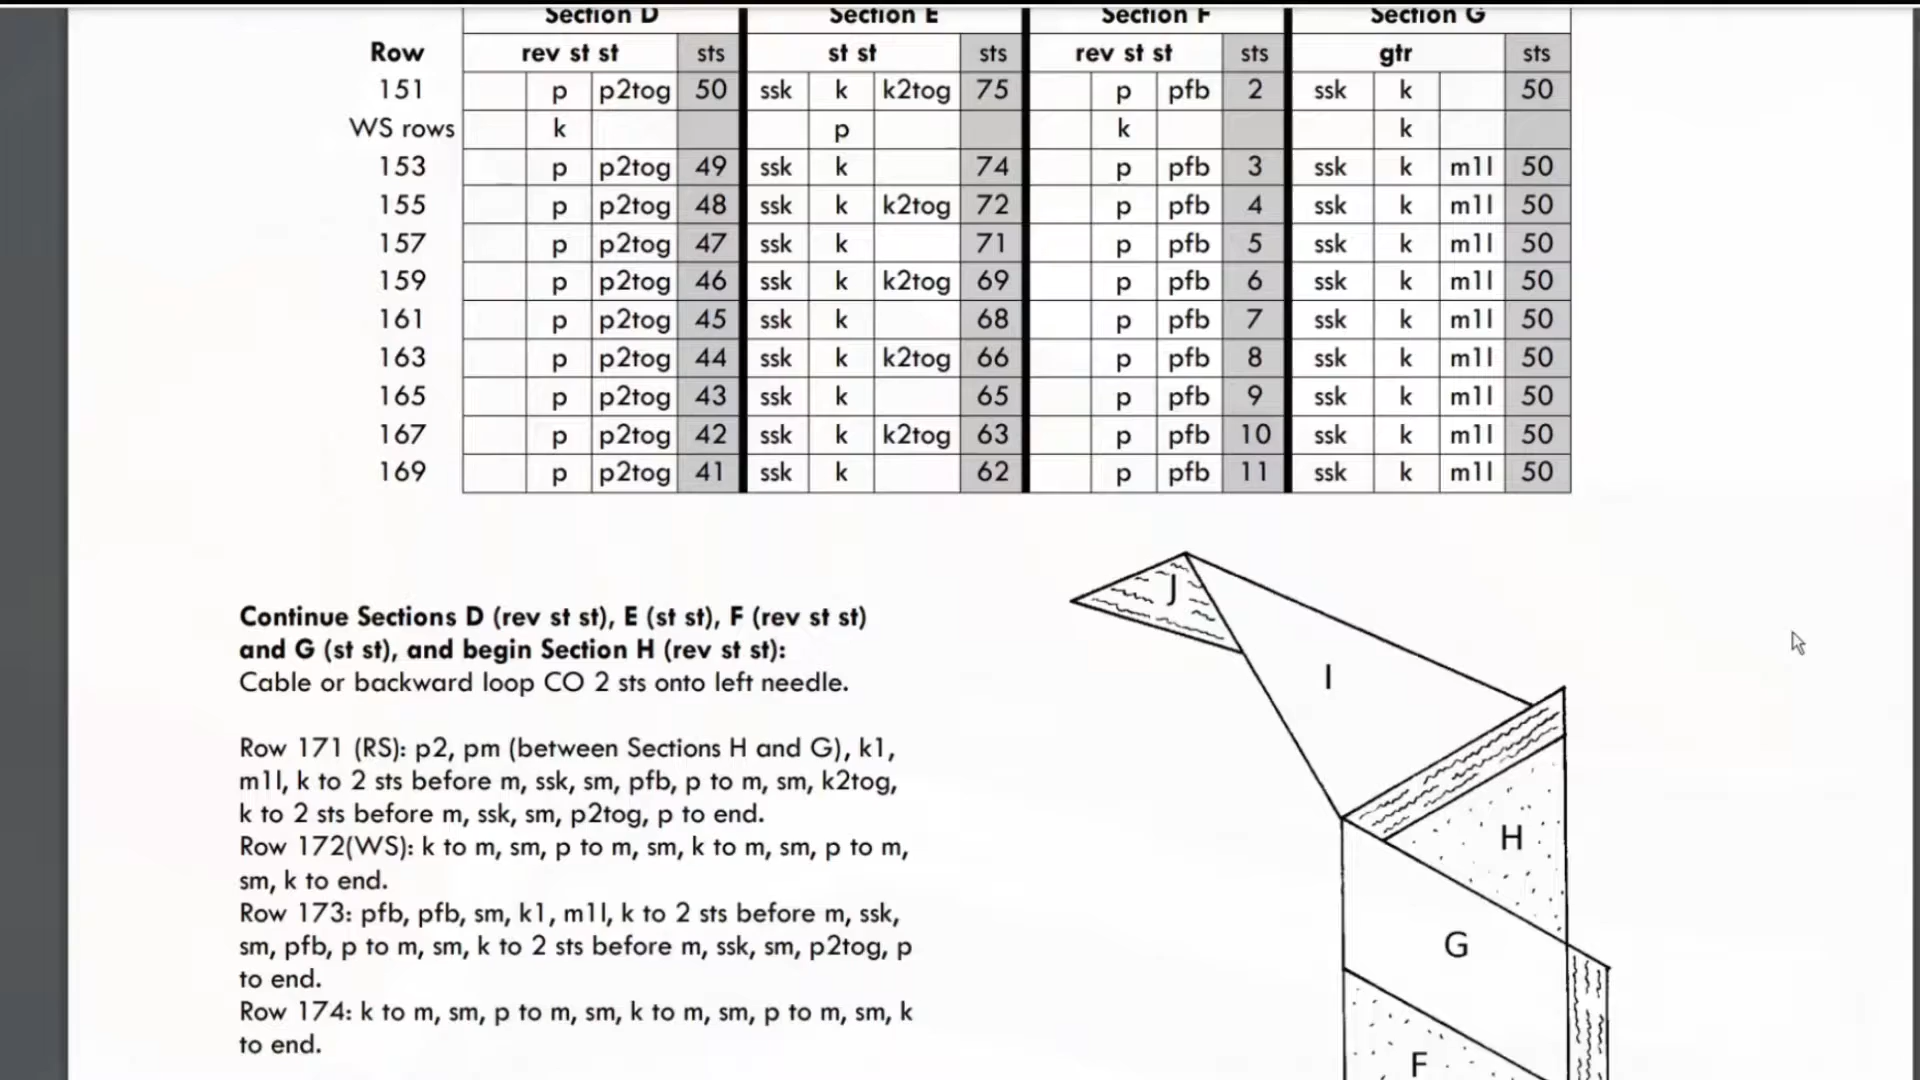 Section D Section E Section F Section G
Row rev st st sts st st sts rev st st sts gtr sts
151 p p2tog 50 ssk k k2tog 75 p pfb 2 ssk k 50
WS rows k p k k
153 p p2tog 49 ssk k 74 p pfb 3 ssk k m1l 50
155 p p2tog 48 ssk k k2tog 72 p pfb 4 ssk k m1l 50
157 p p2tog 47 ssk k 71 p pfb 5 ssk k m1l 50
159 p p2tog 46 ssk k k2tog 69 p pfb 6 ssk k m1l 50
161 p p2tog 45 ssk k 68 p pfb 7 ssk k m1l 50
163 p p2tog 44 ssk k k2tog 66 p pfb 8 ssk k m1l 50
165 p p2tog 43 ssk k 65 p pfb 9 ssk k m1l 50
167 p p2tog 42 ssk k k2tog 63 p pfb 10 ssk k m1l 50
169 p p2tog 41 ssk k 62 p pfb 11 ssk k m1l 50
Continue Sections D (rev st st), E (st st), F (rev st st)
and G (st st), and begin Section H (rev st st):
Cable or backward loop CO 2 sts onto left needle.
Row 171 (RS): p2, pm (between Sections H and G), k1,
m1l, k to 2 sts before m, ssk, sm, pfb, p to m, sm, k2tog,
k to 2 sts before m, ssk, sm, p2tog, p to end.
Row 172(WS): k to m, sm, p to m, sm, k to m, sm, p to m,
sm, k to end.
Row 173: pfb, pfb, sm, k1, m1l, k to 2 sts before m, ssk,
sm, pfb, p to m, sm, k to 2 sts before m, ssk, sm, p2tog, p
to end.
Row 174: k to m, sm, p to m, sm, k to m, sm, p to m, sm, k
to end.
J
I
H
G
F